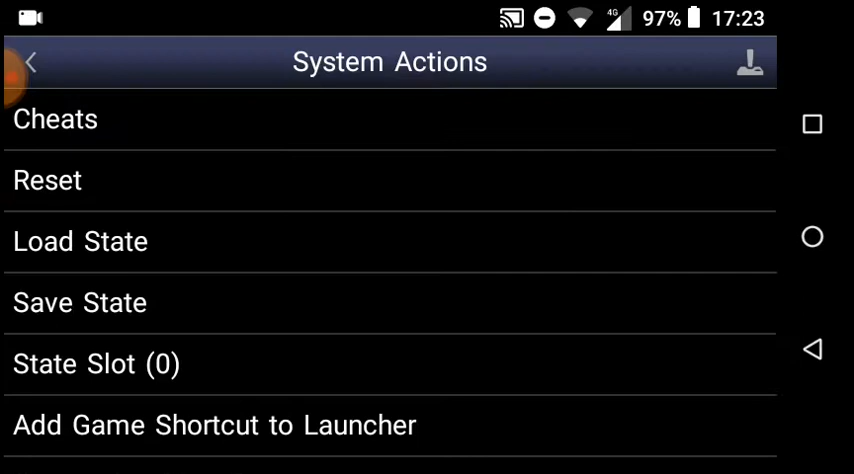 4G 97% 17:23
System Actions
Cheats
Reset
Load State
Save State
State Slot (0)
Add Game Shortcut to Launcher